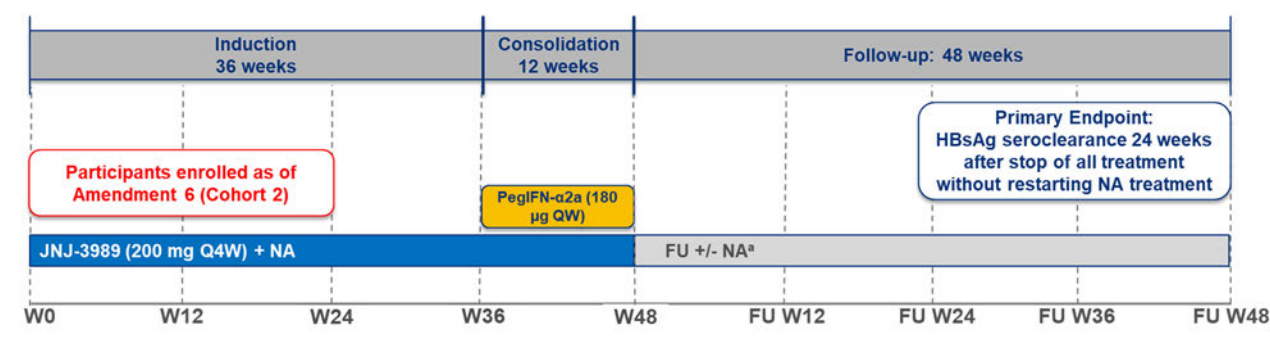 Induction
36 weeks
Consolidation
12 weeks
Follow-up: 48 weeks
Participants enrolled as of
Amendment 6 (Cohort 2)
PegIFN-α2a (180
µg QW)
Primary Endpoint:
HBsAg seroclearance 24 weeks
after stop of all treatment
without restarting NA treatment
JNJ-3989 (200 mg Q4W) + NA
FU +/- NAᵃ
W0
W12
W24
W36
W48
FU W12
FU W24
FU W36
FU W48